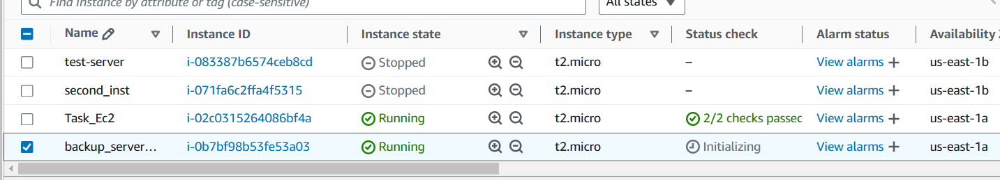 Find Instance by attribute or tag (case-sensitive) All states
Name Instance ID Instance state Instance type Status check Alarm status Availability
test-server i-083387b6574ceb8cd Stopped t2.micro – View alarms + us-east-1b
second_inst i-071fa6c2ffa4f5315 Stopped t2.micro – View alarms + us-east-1b
Task_Ec2 i-02c0315264086bf4a Running t2.micro 2/2 checks passec View alarms + us-east-1a
backup_server... i-0b7bf98b53fe53a03 Running t2.micro Initializing View alarms + us-east-1a